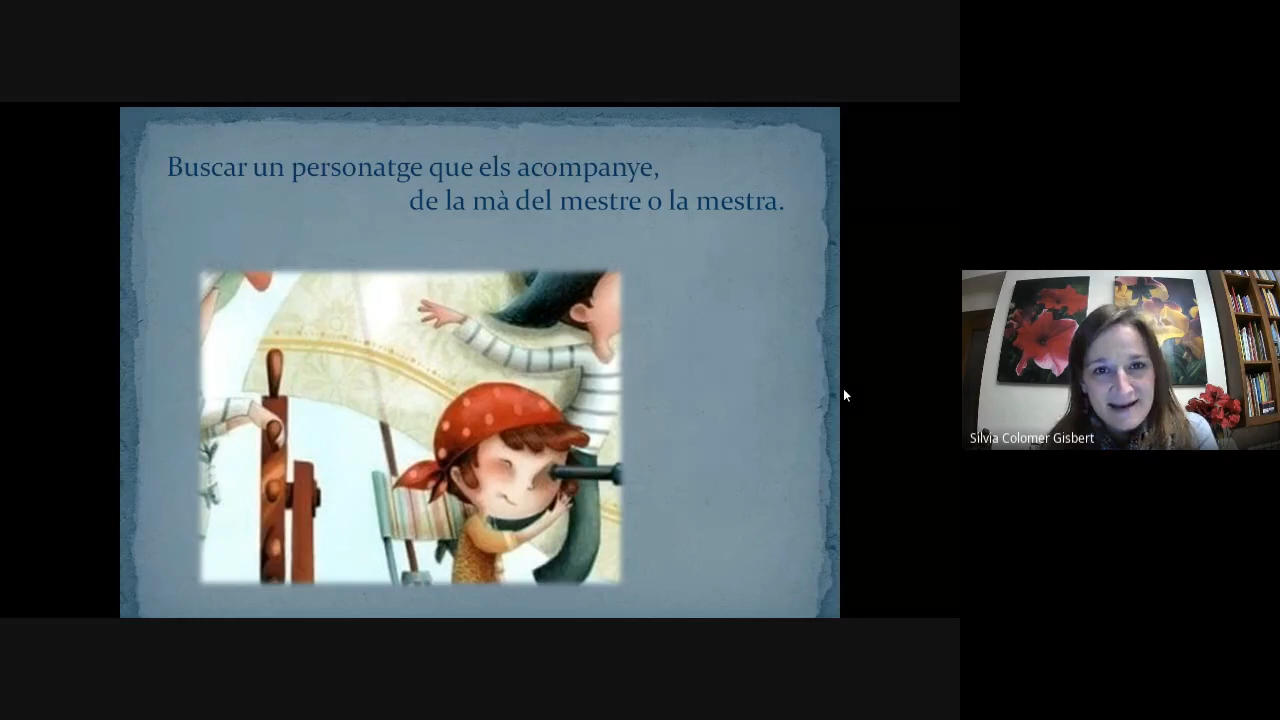 Buscar un personatge que els acompanye,
de la mà del mestre o la mestra.
Silvia Colomer Gisbert